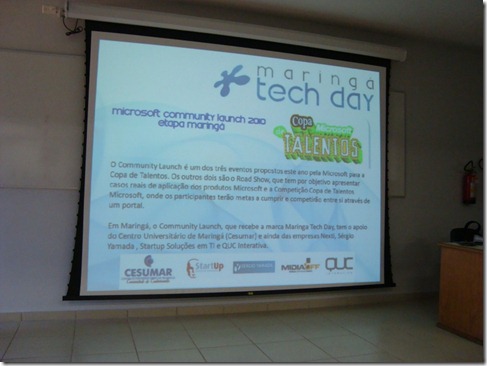 maringá
tech day
microsoft community launch 2010
etapa maringá
Copa
Microsoft
de
TALENTOS
O Community Launch é um dos três eventos propostos este ano pela Microsoft para a
Copa de Talentos. Os outros dois são o Road Show, que tem por objetivo apresentar
casos reais de aplicação dos produtos Microsoft e a Competição Copa de Talentos
Microsoft, onde os participantes terão metas a cumprir e competirão entre si através de
um portal.
Em Maringá, o Community Launch, que recebe a marca Maringa Tech Day, tem o apoio
do Centro Universitário de Maringá (Cesumar) e ainda das empresas Neoti, Sérgio
Yamada, Startup Soluções em TI e QUC Interativa.
CESUMAR
StartUp
QUC